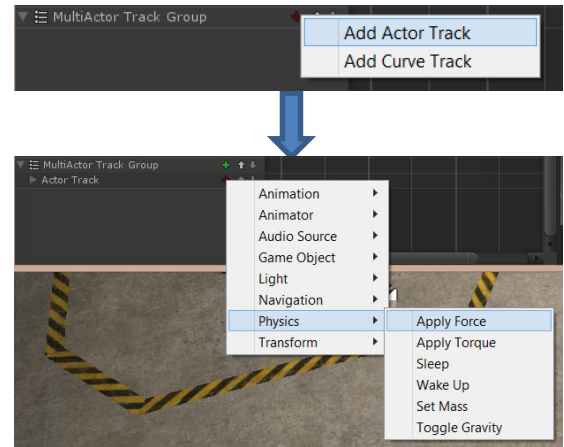 MultiActor Track Group
Add Actor Track
Add Curve Track
MultiActor Track Group
Actor Track
Animation
Animator
Audio Source
Game Object
Light
Navigation
Physics
Transform
Apply Force
Apply Torque
Sleep
Wake Up
Set Mass
Toggle Gravity